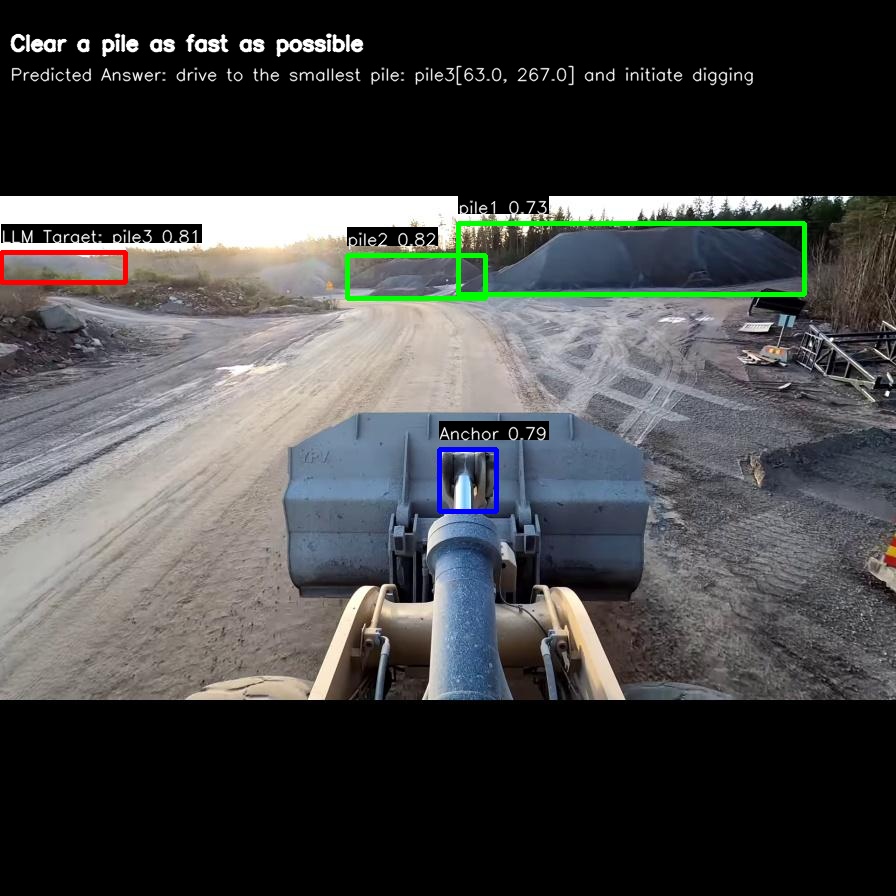 Clear a pile as fast as possible
Predicted Answer: drive to the smallest pile: pile3[63.0, 267.0] and initiate digging
pile1 0.73
LLM Target: pile3 0.81
pile2 0.82
Anchor 0.79